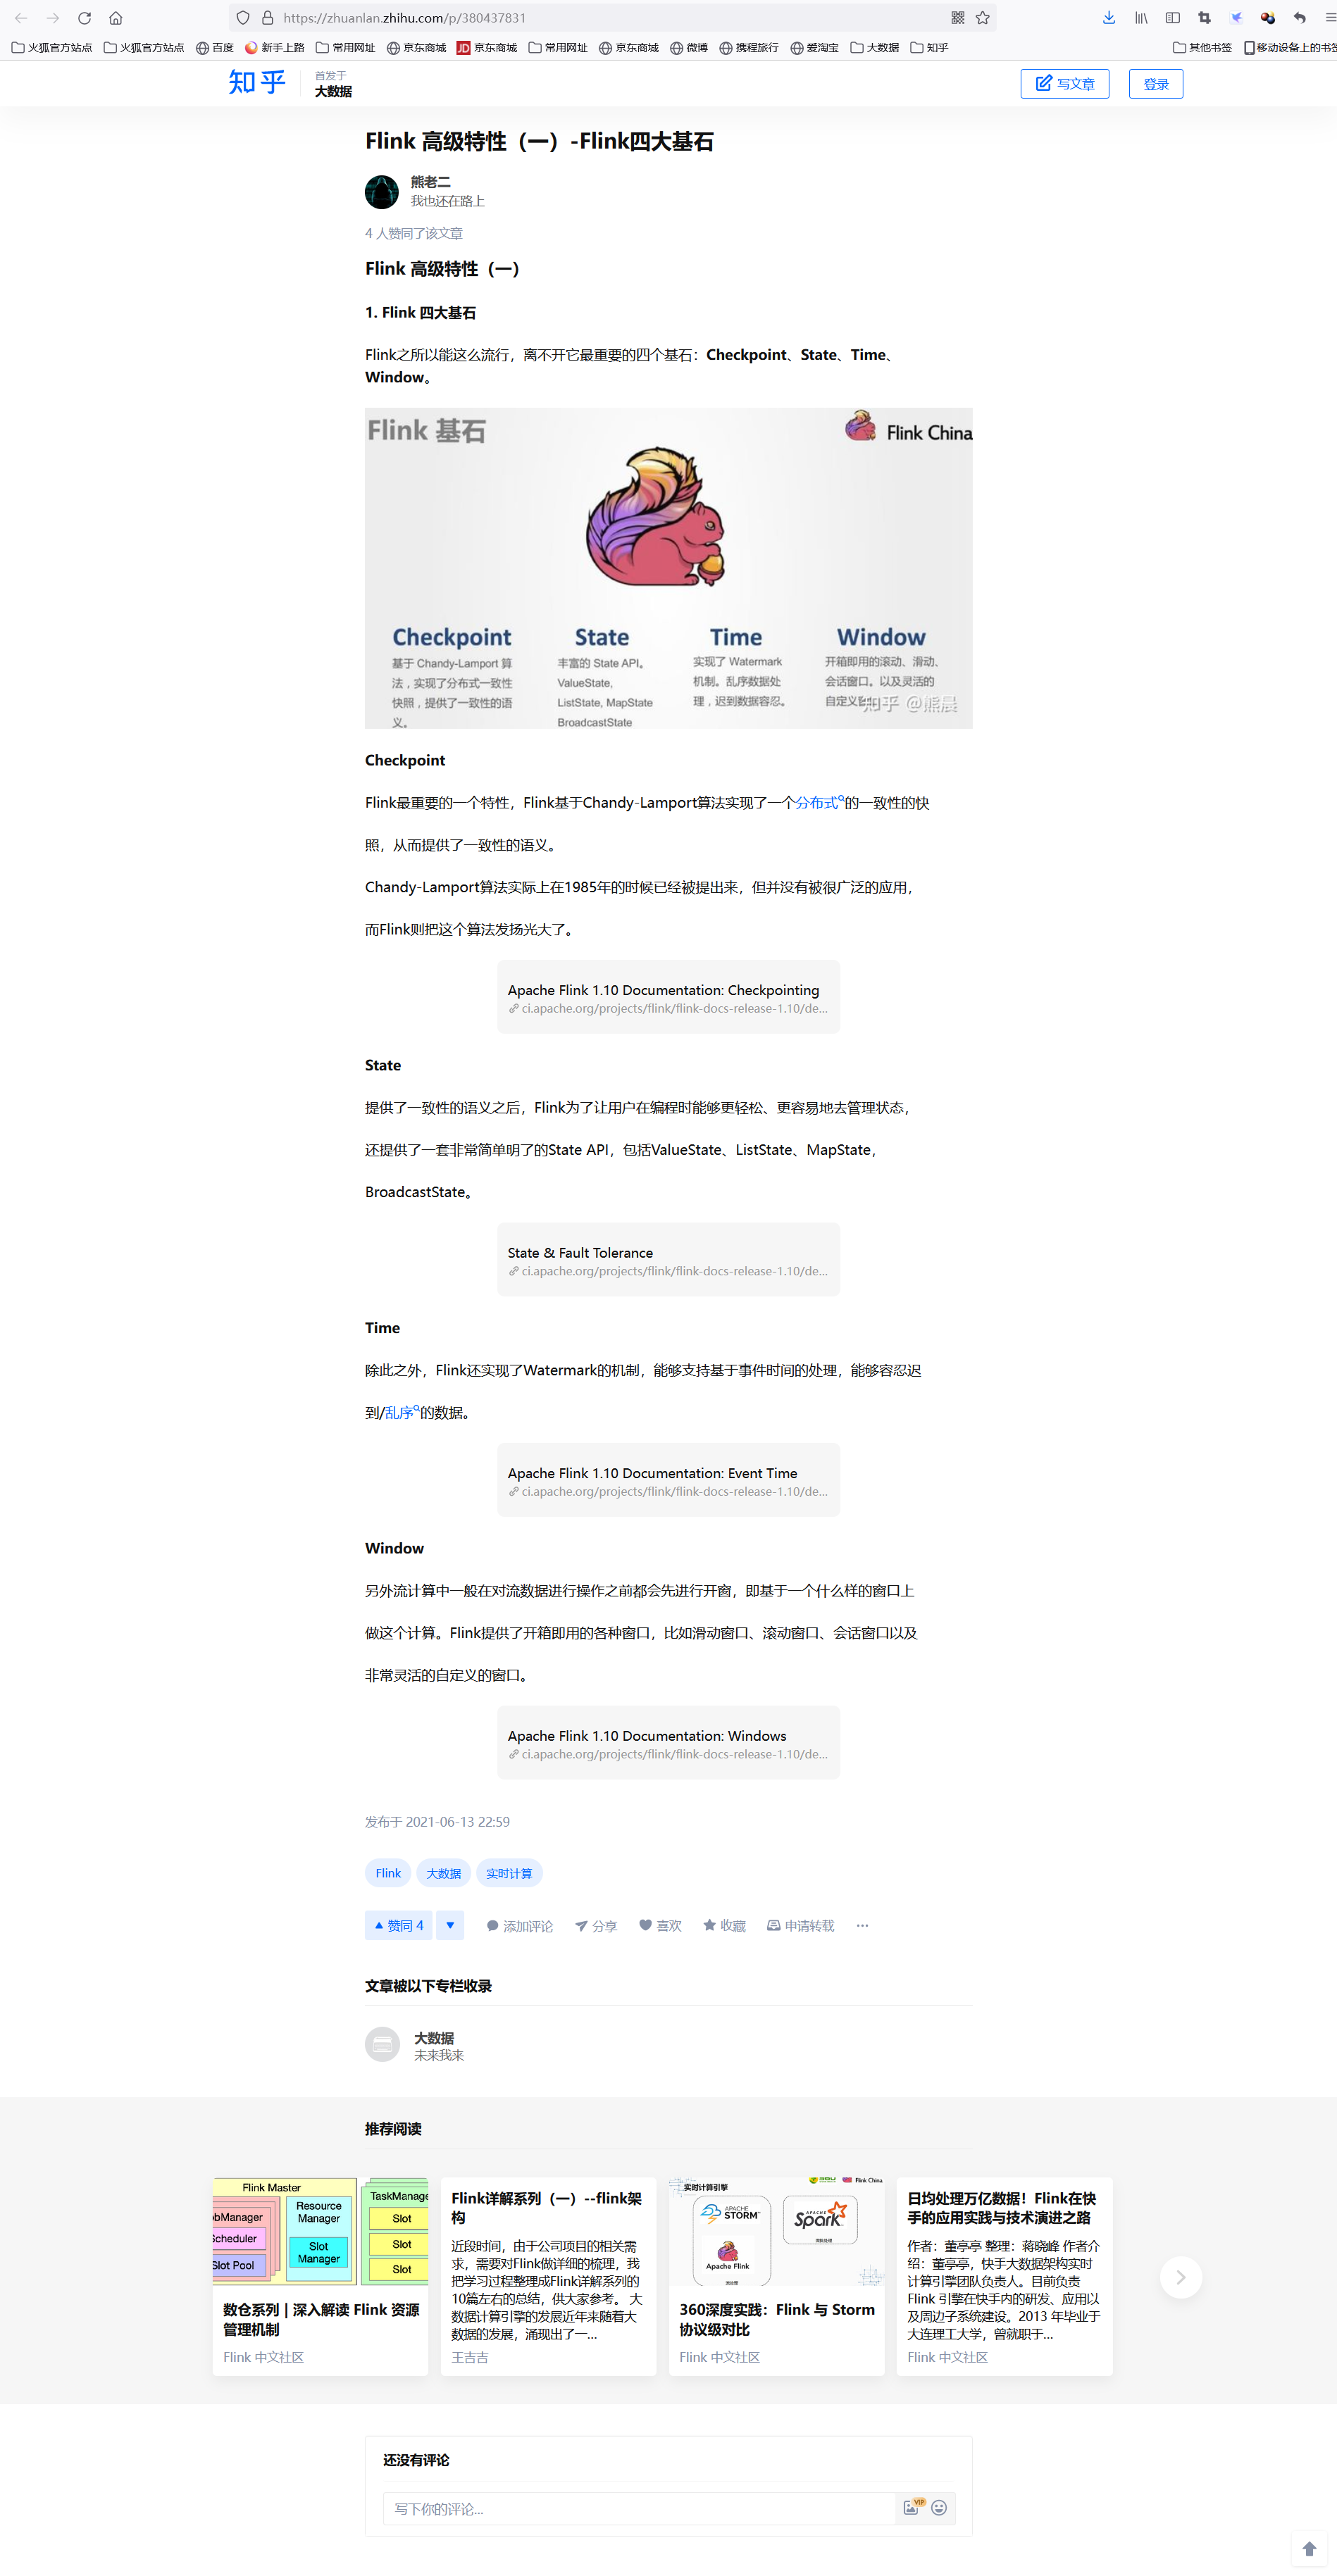 https://zhuanlan.zhihu.com/p/380437831
火狐官方站点 火狐官方站点 百度 新手上路 常用网址 京东商城 JD 京东商城 常用网址 京东商城 微博 携程旅行 爱淘宝 大数据 知乎 其他书签 移动设备上的书签
知乎 首发于
大数据
写文章 登录
Flink 高级特性（一）-Flink四大基石
熊老二
我也还在路上
4 人赞同了该文章
Flink 高级特性（一）
1. Flink 四大基石
Flink之所以能这么流行，离不开它最重要的四个基石：Checkpoint、State、Time、
Window。
Flink 基石
Flink China
Checkpoint State Time Window
基于 Chandy-Lamport 算
法，实现了分布式一致性
快照，提供了一致性的语
义。
丰富的 State API。
ValueState,
ListState, MapState
BroadcastState
实现了 Watermark
机制。乱序数据处
理，迟到数据容忍。
开箱即用的滚动、滑动、
会话窗口。以及灵活的
自定义
知乎 @熊晨
Checkpoint
Flink最重要的一个特性，Flink基于Chandy-Lamport算法实现了一个分布式的一致性的快
照，从而提供了一致性的语义。
Chandy-Lamport算法实际上在1985年的时候已经被提出来，但并没有被很广泛的应用，
而Flink则把这个算法发扬光大了。
Apache Flink 1.10 Documentation: Checkpointing
ci.apache.org/projects/flink/flink-docs-release-1.10/de...
State
提供了一致性的语义之后，Flink为了让用户在编程时能够更轻松、更容易地去管理状态，
还提供了一套非常简单明了的State API，包括ValueState、ListState、MapState，
BroadcastState。
State & Fault Tolerance
ci.apache.org/projects/flink/flink-docs-release-1.10/de...
Time
除此之外，Flink还实现了Watermark的机制，能够支持基于事件时间的处理，能够容忍迟
到/乱序的数据。
Apache Flink 1.10 Documentation: Event Time
ci.apache.org/projects/flink/flink-docs-release-1.10/de...
Window
另外流计算中一般在对流数据进行操作之前都会先进行开窗，即基于一个什么样的窗口上
做这个计算。Flink提供了开箱即用的各种窗口，比如滑动窗口、滚动窗口、会话窗口以及
非常灵活的自定义的窗口。
Apache Flink 1.10 Documentation: Windows
ci.apache.org/projects/flink/flink-docs-release-1.10/de...
发布于 2021-06-13 22:59
Flink 大数据 实时计算
赞同 4 添加评论 分享 喜欢 收藏 申请转载
文章被以下专栏收录
大数据
未来我来
推荐阅读
Flink Master
Resource
Manager
Slot
Manager
obManager
Scheduler
Slot Pool
TaskManage
Slot
Slot
Slot
数仓系列 | 深入解读 Flink 资源
管理机制
Flink 中文社区
Flink详解系列（一）--flink架
构
近段时间，由于公司项目的相关需
求，需要对Flink做详细的梳理，我
把学习过程整理成Flink详解系列的
10篇左右的总结，供大家参考。 大
数据计算引擎的发展近年来随着大
数据的发展，涌现出了一...
王吉吉
实时计算引擎
Flink China
APACHE
STORM
APACHE
Spark
Apache Flink
360深度实践：Flink 与 Storm
协议级对比
Flink 中文社区
日均处理万亿数据！Flink在快
手的应用实践与技术演进之路
作者：董亭亭 整理：蒋晓峰 作者介
绍：董亭亭，快手大数据架构实时
计算引擎团队负责人。目前负责
Flink 引擎在快手内的研发、应用以
及周边子系统建设。2013 年毕业于
大连理工大学，曾就职于...
Flink 中文社区
还没有评论
写下你的评论...
VIP